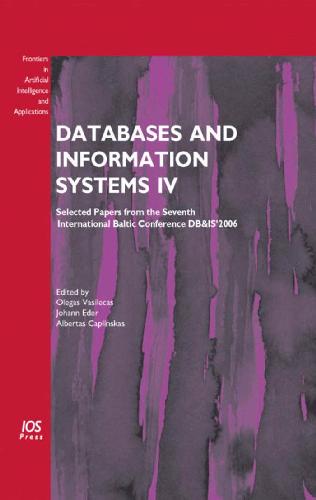 Frontiers
in
Artificial
Intelligence
and
Applications
DATABASES AND
INFORMATION
SYSTEMS IV
Selected Papers from the Seventh
International Baltic Conference DB&IS'2006
Edited by
Olegas Vasilecas
Johann Eder
Albertas Caplinskas
IOS
Press